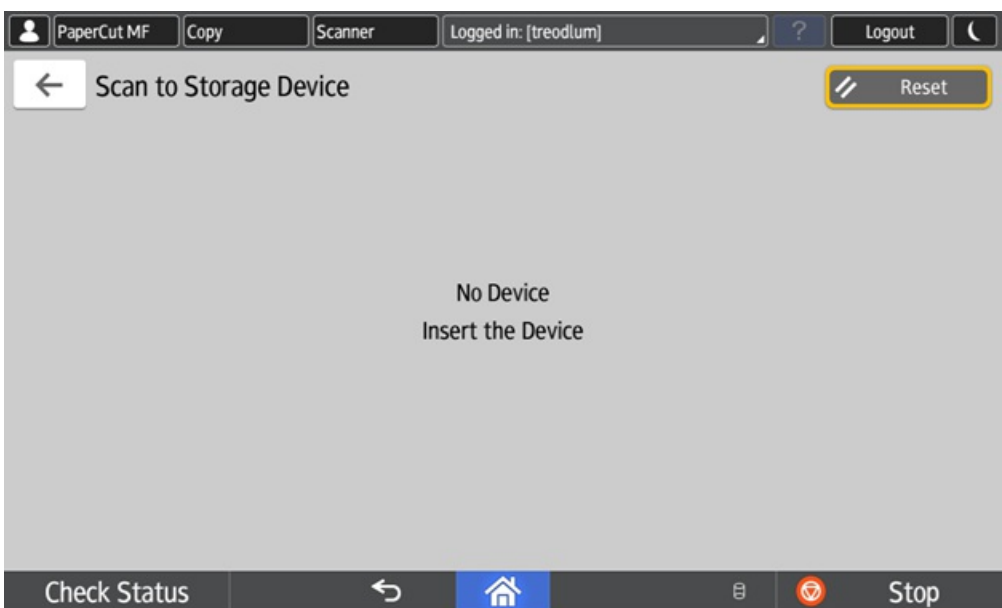 PaperCut MF Copy Scanner Logged in: [treodlum] ? Logout
Scan to Storage Device Reset
No Device
Insert the Device
Check Status Stop